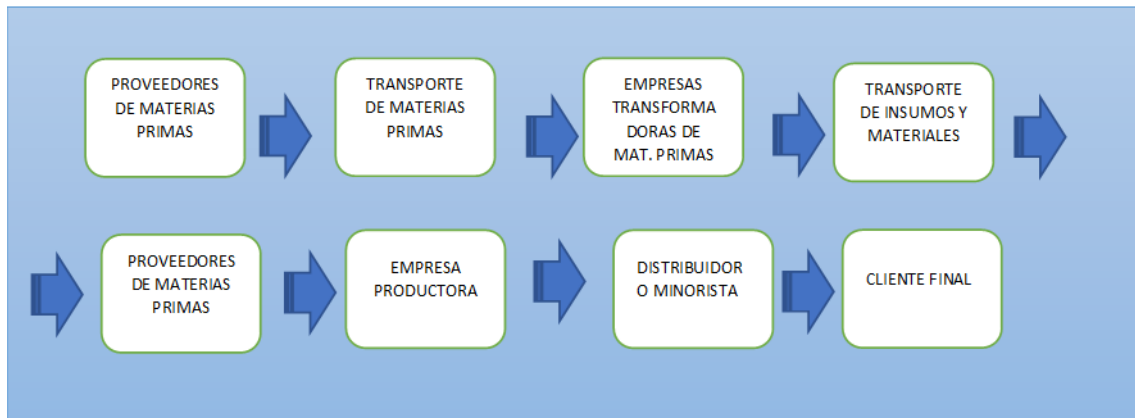 PROVEEDORES
DE MATERIAS
PRIMAS
TRANSPORTE
DE MATERIAS
PRIMAS
EMPRESAS
TRANSFORMA
DORAS DE
MAT. PRIMAS
TRANSPORTE
DE INSUMOS Y
MATERIALES
PROVEEDORES
DE MATERIAS
PRIMAS
EMPRESA
PRODUCTORA
DISTRIBUIDOR
O MINORISTA
CLIENTE FINAL